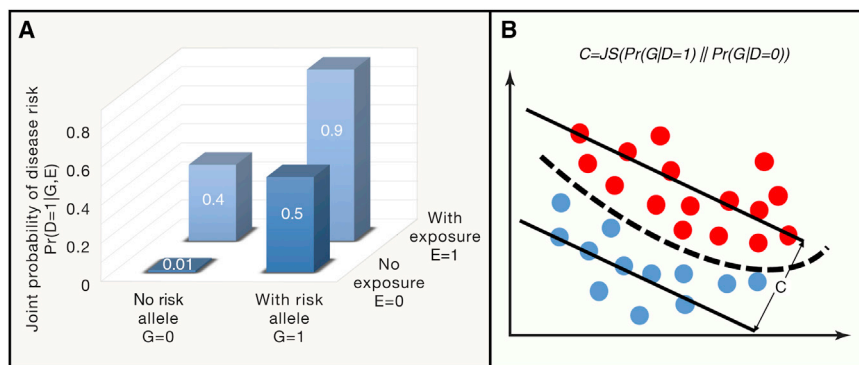 A
Joint probability of disease risk
Pr(D=1|G,E)
0.8
0.6
0.4
0.2
0
0.9
0.4
0.5
0.01
With
exposure
E=1
No
exposure
E=0
No risk
allele
G=0
With risk
allele
G=1
B
C=JS(Pr(G|D=1) || Pr(G|D=0))
C